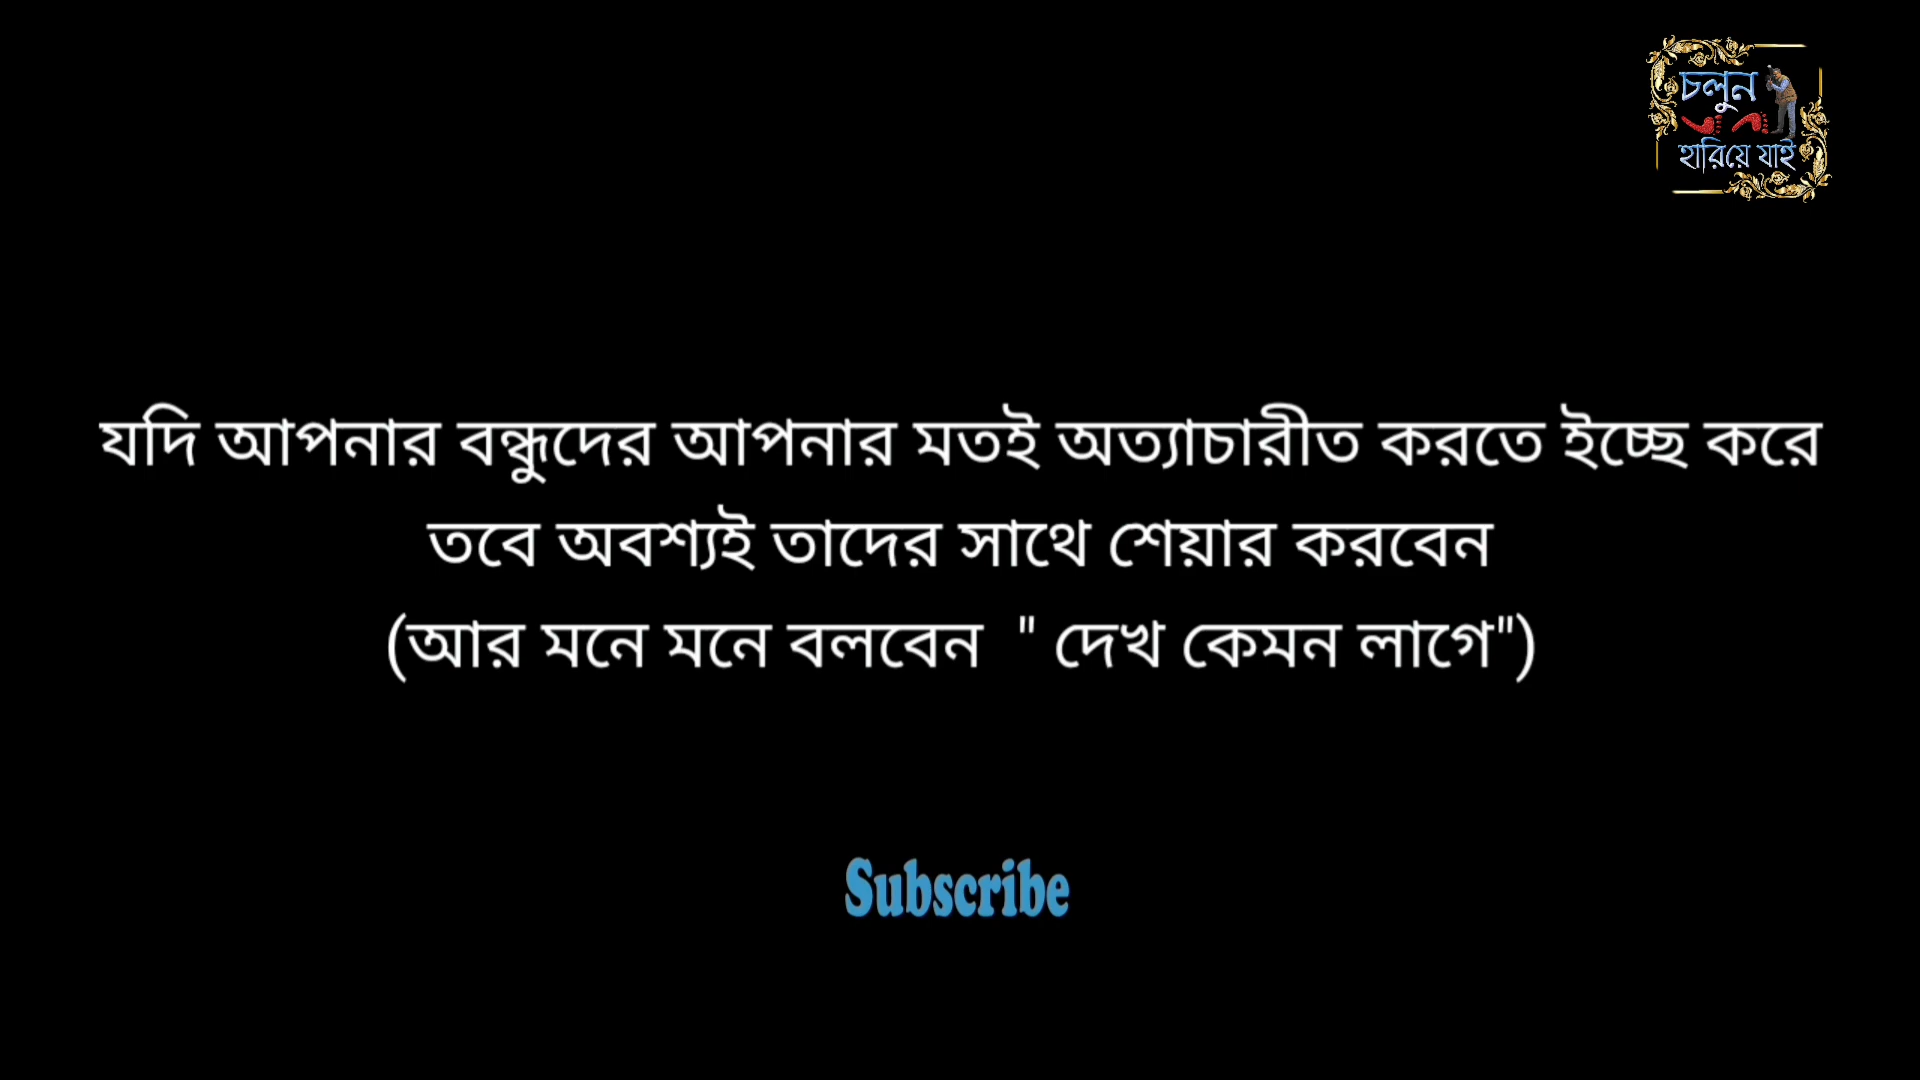 চলুন
হারিয়ে যাই
যদি আপনার বন্ধুদের আপনার মতই অত্যাচারীত করতে ইচ্ছে করে
তবে অবশ্যই তাদের সাথে শেয়ার করবেন
(আর মনে মনে বলবেন " দেখ কেমন লাগে")
Subscribe